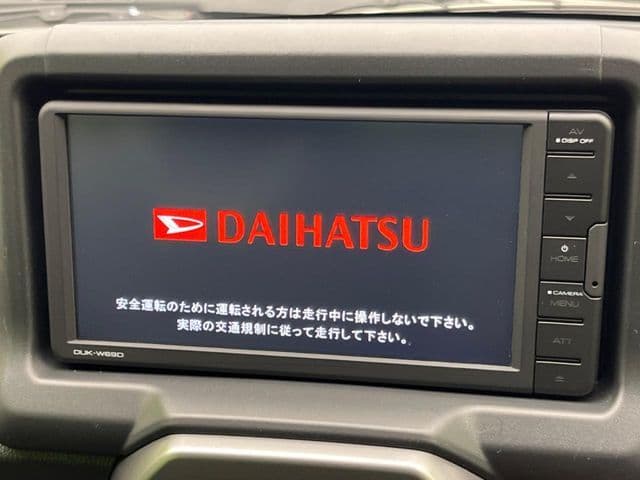 AV
DISP OFF
DAIHATSU
HOME
安全運転のために運転される方は走行中に操作しないで下さい。
CAMERA
MENU
実際の交通規制に従って走行して下さい。
ATT
DUK-W69D